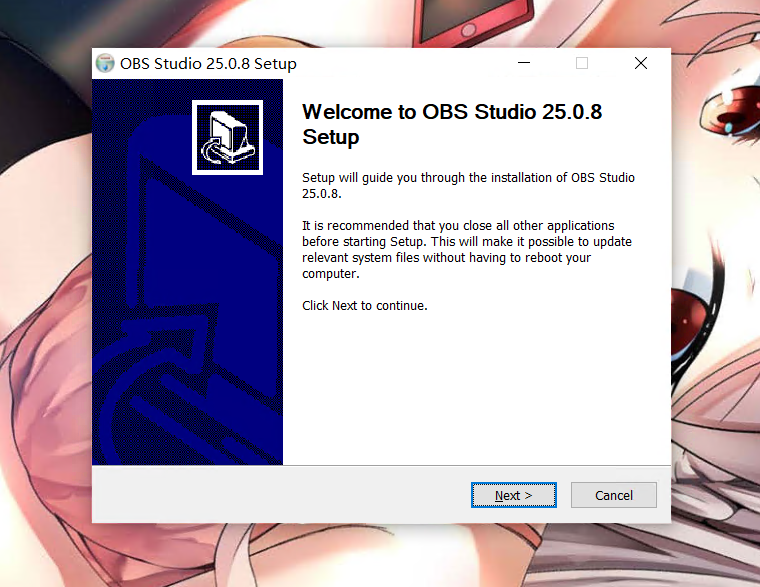 OBS Studio 25.0.8 Setup
Welcome to OBS Studio 25.0.8
Setup
Setup will guide you through the installation of OBS Studio
25.0.8.
It is recommended that you close all other applications
before starting Setup. This will make it possible to update
relevant system files without having to reboot your
computer.
Click Next to continue.
Next >
Cancel